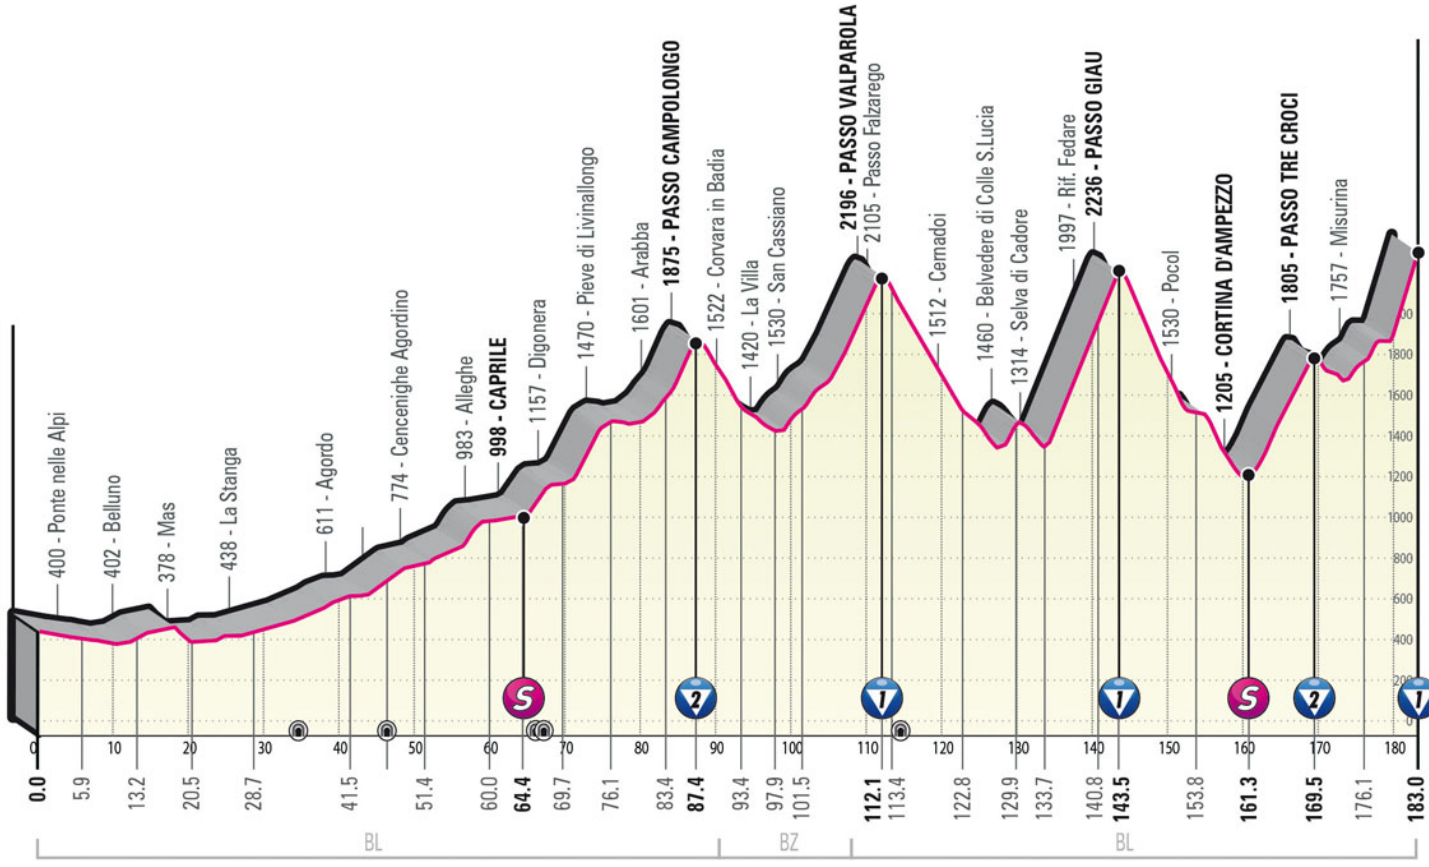 400 - Ponte nelle Alpi
402 - Belluno
378 - Mas
438 - La Stanga
611 - Agordo
774 - Cencenighe Agordino
983 - Alleghe
998 - CAPRILE
1157 - Digonera
1470 - Pieve di Livinallongo
1601 - Arabba
1875 - PASSO CAMPOLONGO
1522 - Corvara in Badia
1420 - La Villa
1530 - San Cassiano
2196 - PASSO VALPAROLA
2105 - Passo Falzarego
1512 - Cernadoi
1460 - Belvedere di Colle S.Lucia
1314 - Selva di Cadore
1997 - Rif. Fedare
2236 - PASSO GIAU
1530 - Pocol
1205 - CORTINA D'AMPEZZO
1805 - PASSO TRE CROCI
1757 - Misurina
1800
1600
1400
1200
1000
800
600
400
200
0
S 2 1 1 S 2 1
0 10 20 30 40 50 60 70 80 90 100 110 120 130 140 150 160 170 180
0.0 5.9 13.2 20.5 28.7 41.5 51.4 60.0 64.4 69.7 76.1 83.4 87.4 93.4 97.9 101.5 112.1 113.4 122.8 129.9 133.7 140.8 143.5 153.8 161.3 169.5 176.1 183.0
BL BZ BL